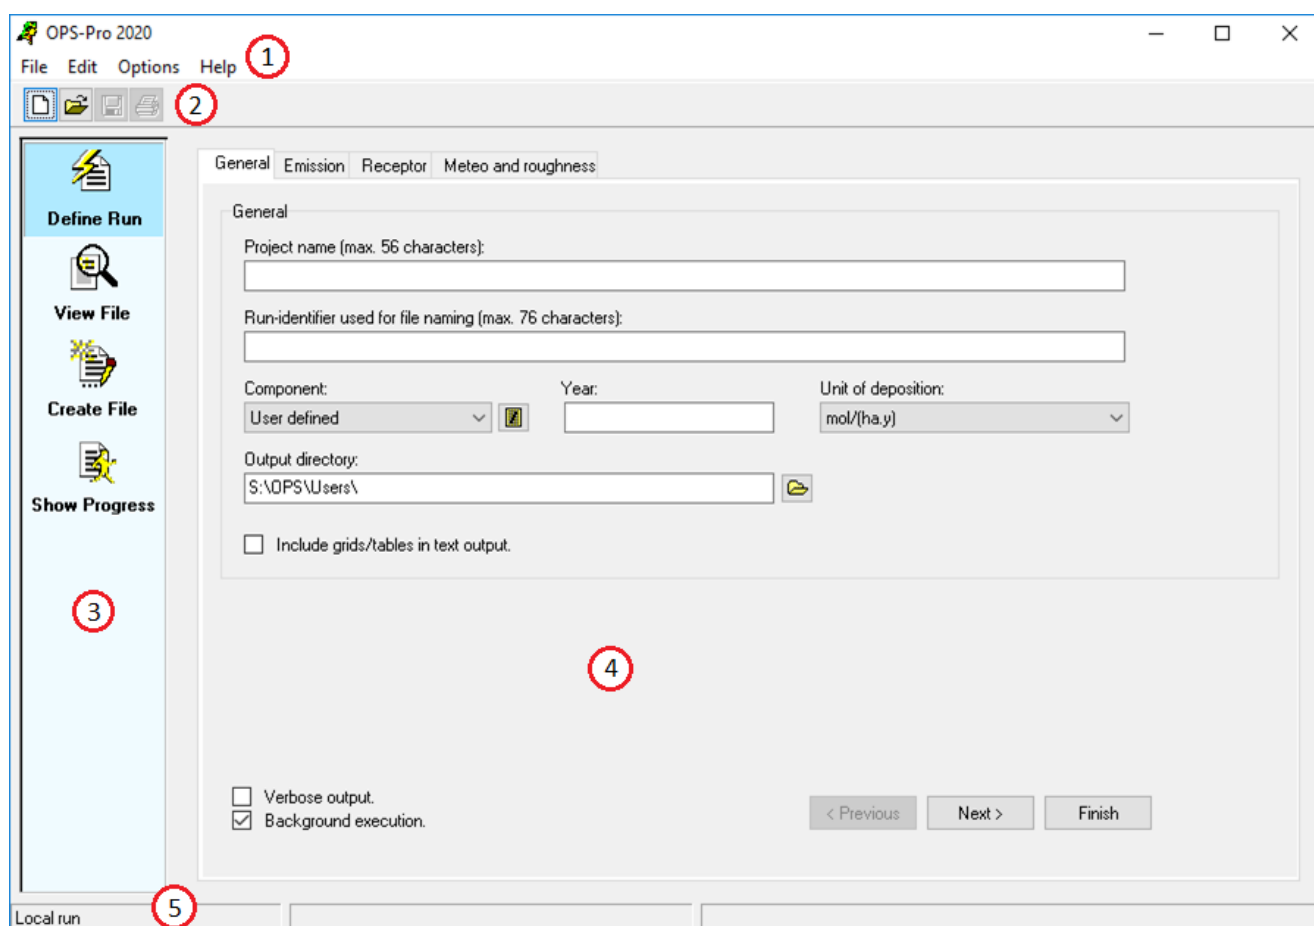 OPS-Pro 2020
File Edit Options Help
1
2
General Emission Receptor Meteo and roughness
Define Run
View File
Create File
Show Progress
3
General
Project name (max. 56 characters):
Run-identifier used for file naming (max. 76 characters):
Component: Year: Unit of deposition:
User defined mol/(ha.y)
Output directory:
S:\OPS\Users\
Include grids/tables in text output.
4
Verbose output.
Background execution.
< Previous Next > Finish
5
Local run